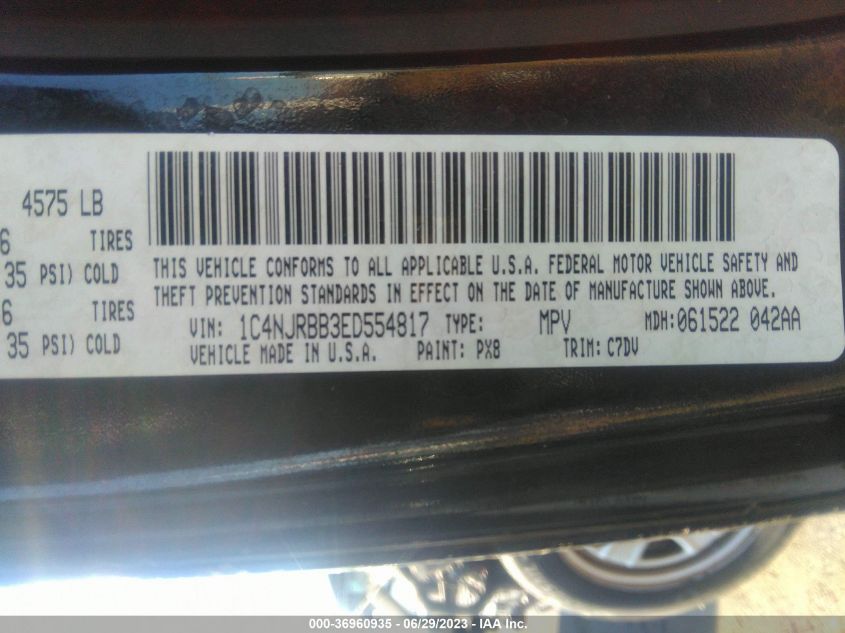 4575 LB
6 TIRES
35 PSI) COLD
6 TIRES
35 PSI) COLD
THIS VEHICLE CONFORMS TO ALL APPLICABLE U.S.A. FEDERAL MOTOR VEHICLE SAFETY AND
THEFT PREVENTION STANDARDS IN EFFECT ON THE DATE OF MANUFACTURE SHOWN ABOVE.
VIN: 1C4NJRBB3ED554817 TYPE: MPV MDH:061522 042AA
VEHICLE MADE IN U.S.A. PAINT: PX8 TRIM: C7DV
000-36960935 - 06/29/2023 - IAA Inc.